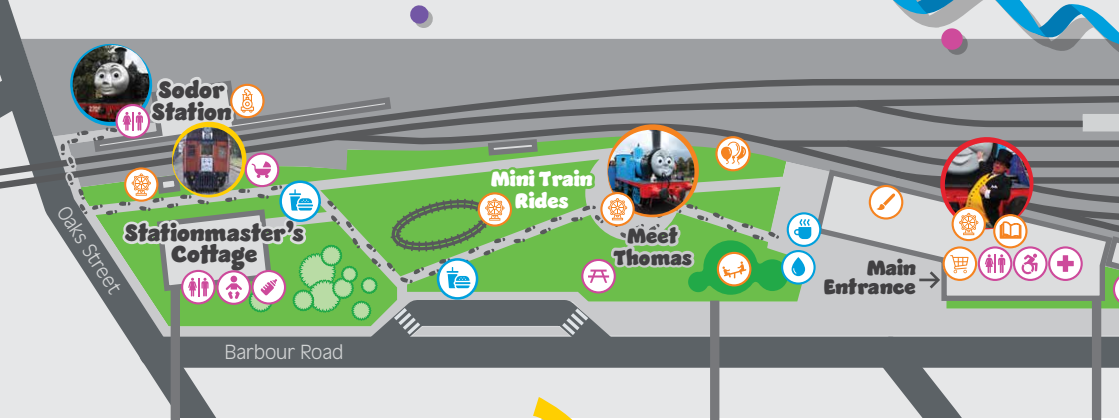 Sodor
Station
Oaks Street
Stationmaster's
Cottage
Mini Train
Rides
Meet
Thomas
Main
Entrance
Barbour Road